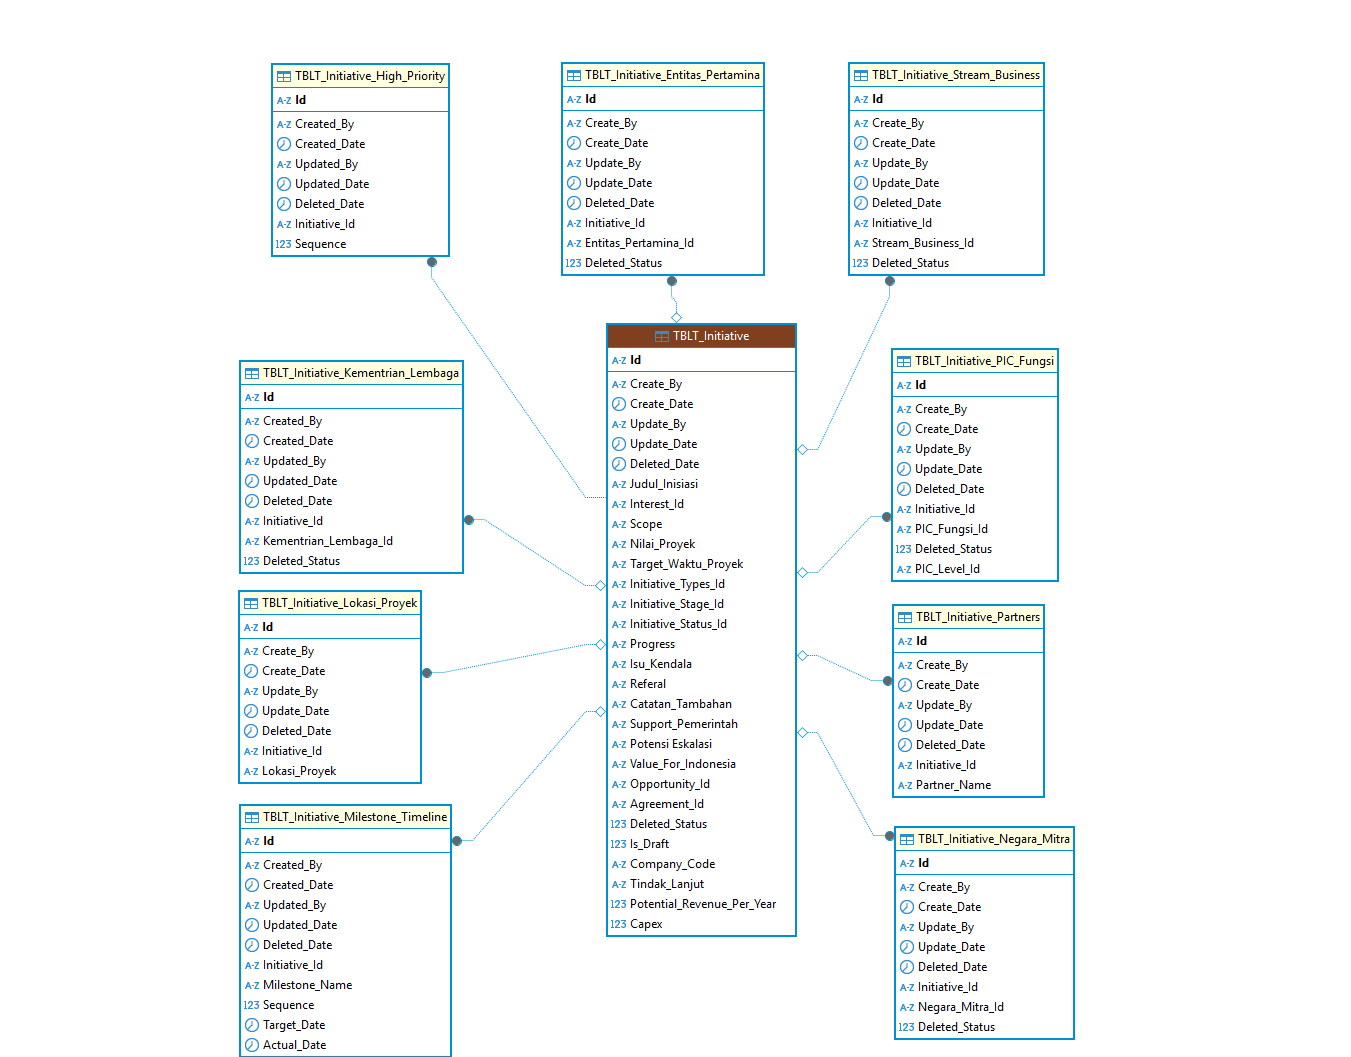 TBLT_Initiative_High_Priority
A-Z Id
A-Z Created_By
Created_Date
A-Z Updated_By
Updated_Date
Deleted_Date
A-Z Initiative_Id
123 Sequence
TBLT_Initiative_Entitas_Pertamina
A-Z Id
A-Z Create_By
Create_Date
A-Z Update_By
Update_Date
Deleted_Date
A-Z Initiative_Id
A-Z Entitas_Pertamina_Id
123 Deleted_Status
TBLT_Initiative_Stream_Business
A-Z Id
A-Z Create_By
Create_Date
A-Z Update_By
Update_Date
Deleted_Date
A-Z Initiative_Id
A-Z Stream_Business_Id
123 Deleted_Status
TBLT_Initiative_Kementrian_Lembaga
A-Z Id
A-Z Created_By
Created_Date
A-Z Updated_By
Updated_Date
Deleted_Date
A-Z Initiative_Id
A-Z Kementrian_Lembaga_Id
123 Deleted_Status
TBLT_Initiative_Lokasi_Proyek
A-Z Id
A-Z Create_By
Create_Date
A-Z Update_By
Update_Date
Deleted_Date
A-Z Initiative_Id
A-Z Lokasi_Proyek
TBLT_Initiative_Milestone_Timeline
A-Z Id
A-Z Created_By
Created_Date
A-Z Updated_By
Updated_Date
Deleted_Date
A-Z Initiative_Id
A-Z Milestone_Name
123 Sequence
Target_Date
Actual_Date
TBLT_Initiative
A-Z Id
A-Z Create_By
Create_Date
A-Z Update_By
Update_Date
Deleted_Date
A-Z Judul_Inisiasi
A-Z Interest_Id
A-Z Scope
A-Z Nilai_Proyek
A-Z Target_Waktu_Proyek
A-Z Initiative_Types_Id
A-Z Initiative_Stage_Id
A-Z Initiative_Status_Id
A-Z Progress
A-Z Isu_Kendala
A-Z Referal
A-Z Catatan_Tambahan
A-Z Support_Pemerintah
A-Z Potensi Eskalasi
A-Z Value_For_Indonesia
A-Z Opportunity_Id
A-Z Agreement_Id
123 Deleted_Status
123 Is_Draft
A-Z Company_Code
A-Z Tindak_Lanjut
123 Potential_Revenue_Per_Year
123 Capex
TBLT_Initiative_PIC_Fungsi
A-Z Id
A-Z Create_By
Create_Date
A-Z Update_By
Update_Date
Deleted_Date
A-Z Initiative_Id
A-Z PIC_Fungsi_Id
123 Deleted_Status
A-Z PIC_Level_Id
TBLT_Initiative_Partners
A-Z Id
A-Z Create_By
Create_Date
A-Z Update_By
Update_Date
Deleted_Date
A-Z Initiative_Id
A-Z Partner_Name
TBLT_Initiative_Negara_Mitra
A-Z Id
A-Z Create_By
Create_Date
A-Z Update_By
Update_Date
Deleted_Date
A-Z Initiative_Id
A-Z Negara_Mitra_Id
123 Deleted_Status